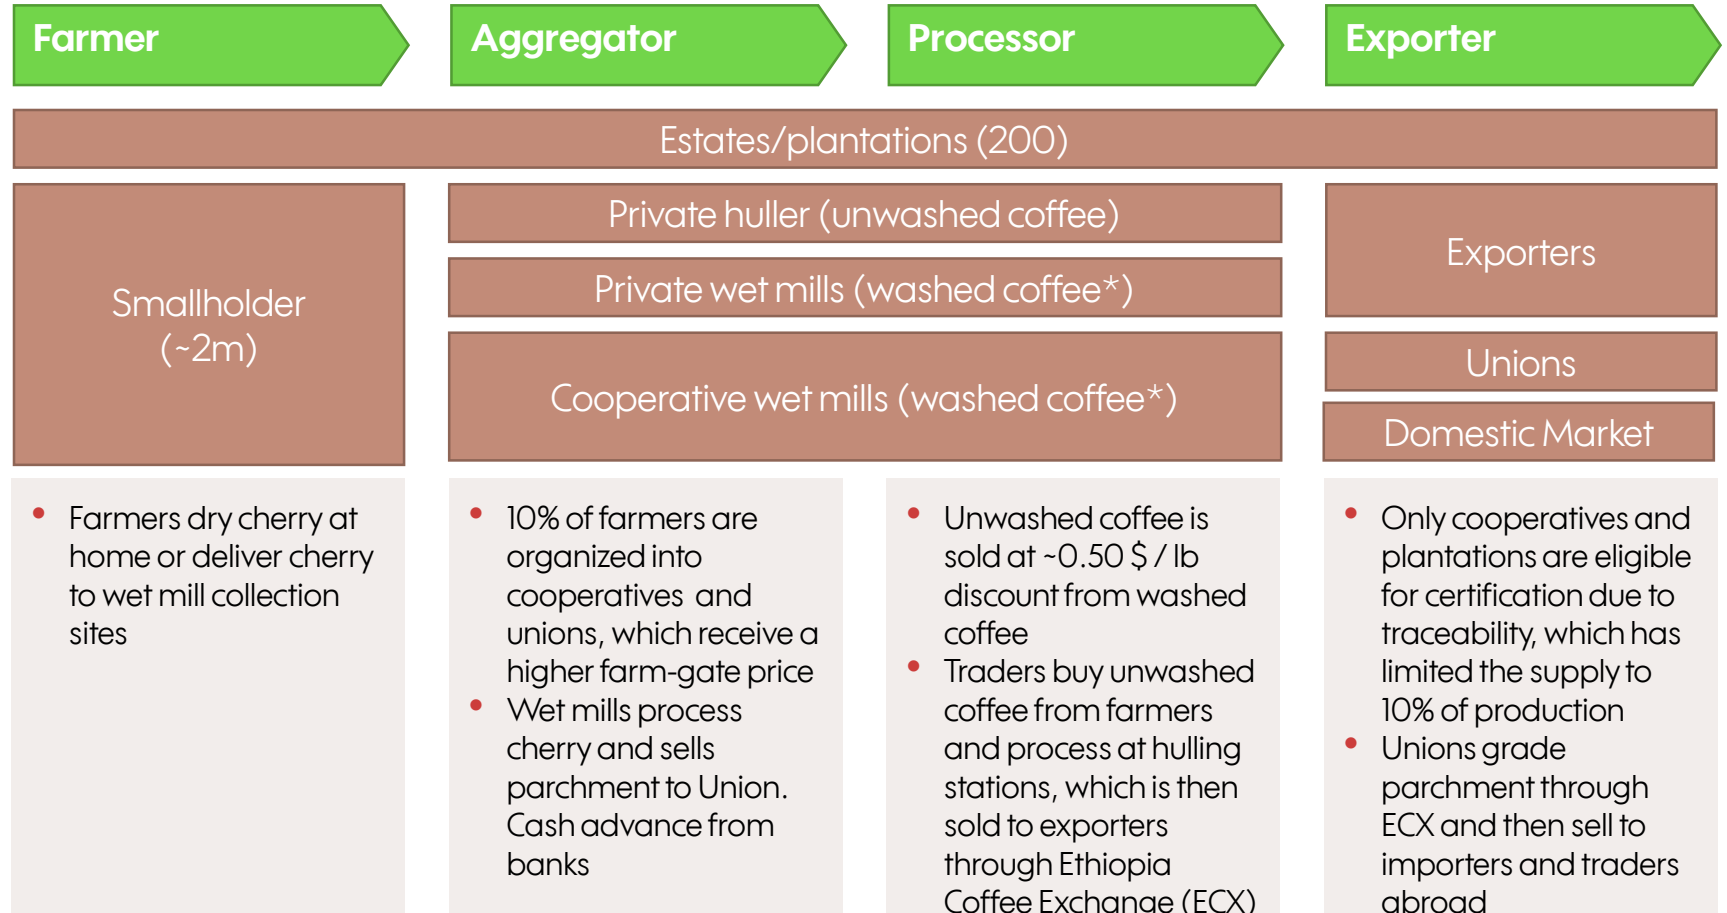 Farmer
Aggregator
Processor
Exporter
Estates/plantations (200)
Smallholder
(~2m)
Private huller (unwashed coffee)
Private wet mills (washed coffee*)
Cooperative wet mills (washed coffee*)
Exporters
Unions
Domestic Market
• Farmers dry cherry at
home or deliver cherry
to wet mill collection
sites
• 10% of farmers are
organized into
cooperatives and
unions, which receive a
higher farm-gate price
• Wet mills process
cherry and sells
parchment to Union.
Cash advance from
banks
• Unwashed coffee is
sold at ~0.50 $ / lb
discount from washed
coffee
• Traders buy unwashed
coffee from farmers
and process at hulling
stations, which is then
sold to exporters
through Ethiopia
Coffee Exchange (ECX)
• Only cooperatives and
plantations are eligible
for certification due to
traceability, which has
limited the supply to
10% of production
• Unions grade
parchment through
ECX and then sell to
importers and traders
abroad